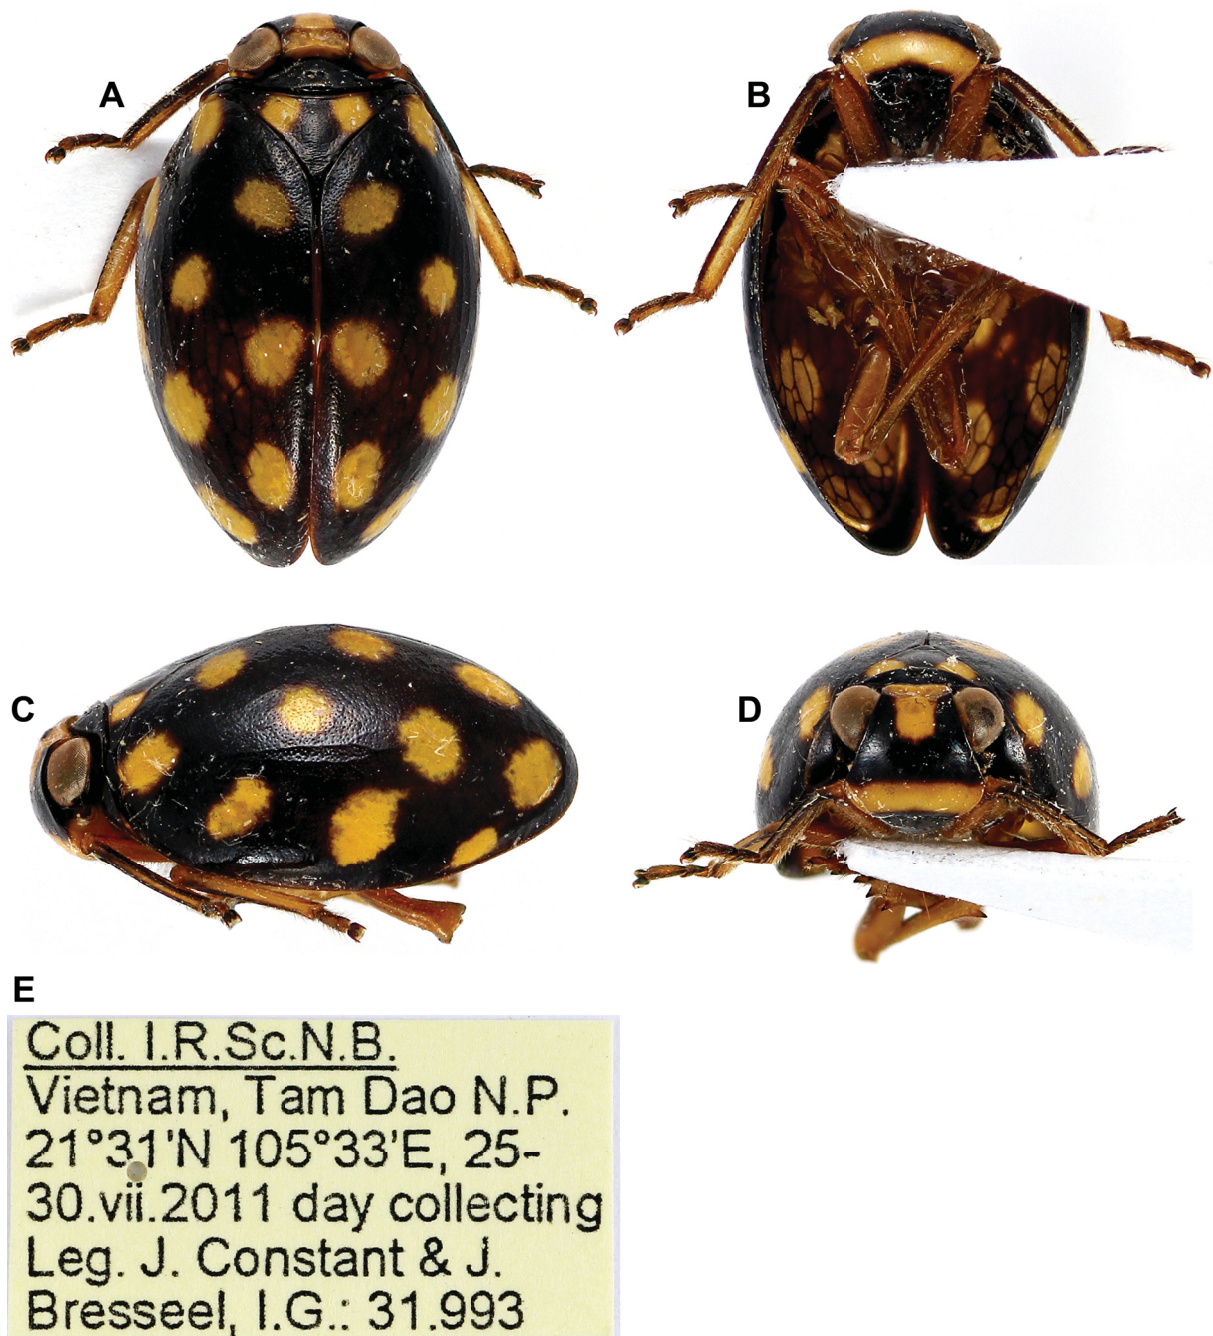 A
B
C
D
E
Coll. I.R.Sc.N.B.
Vietnam, Tam Dao N.P.
21°31'N 105°33'E, 25-
30.vii.2011 day collecting
Leg. J. Constant & J.
Bresseel, I.G.: 31.993